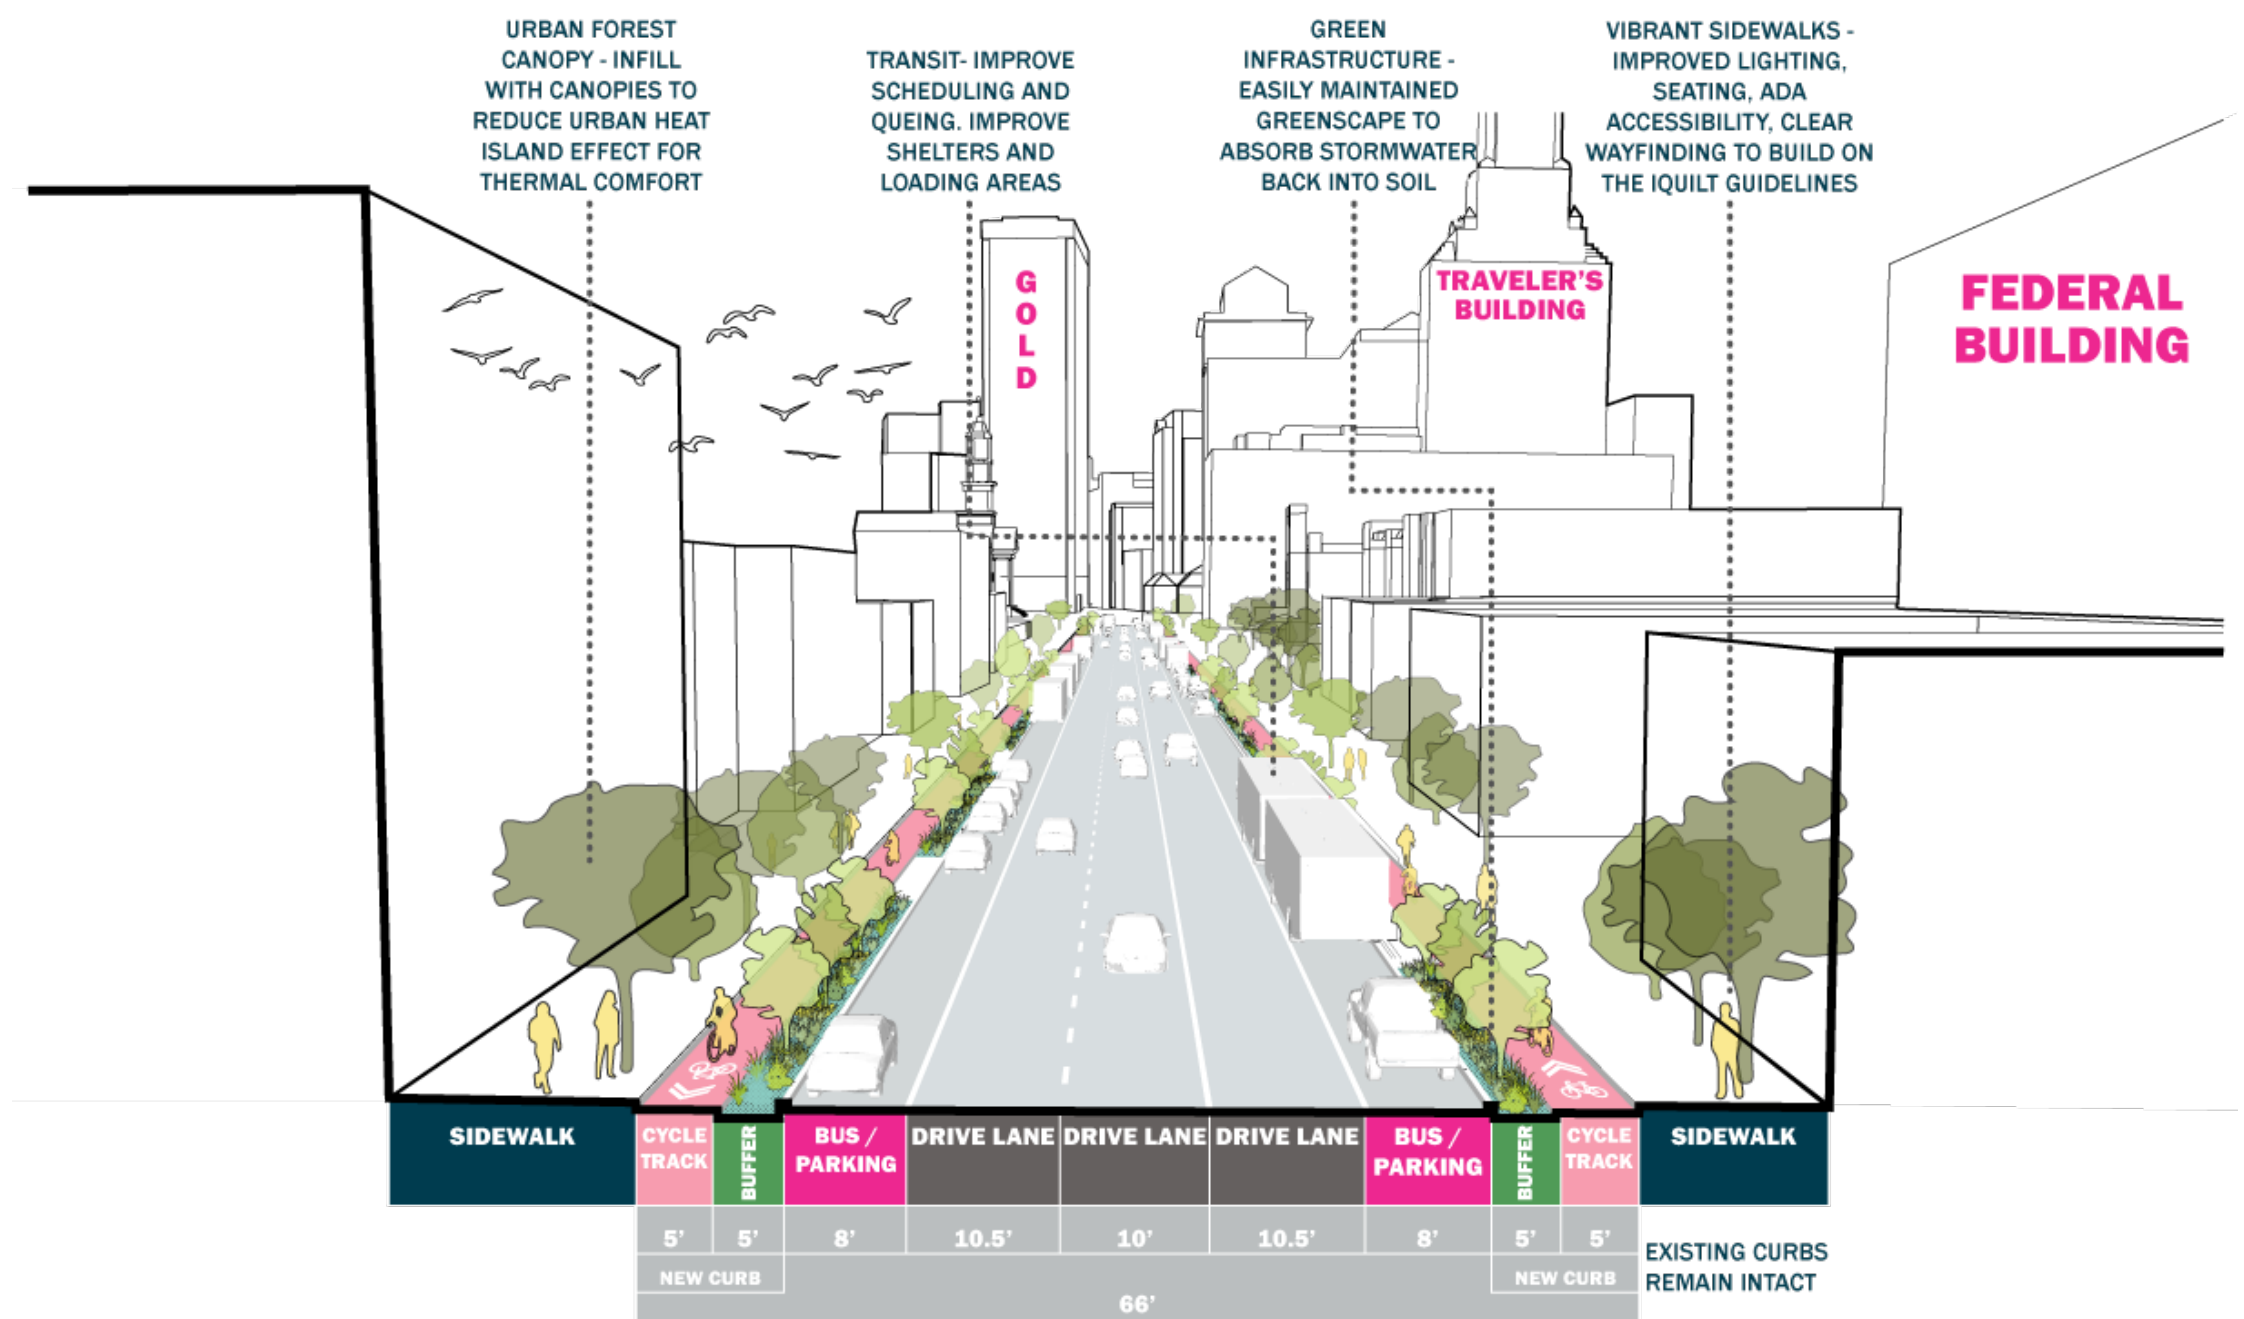 URBAN FOREST
CANOPY - INFILL
WITH CANOPIES TO
REDUCE URBAN HEAT
ISLAND EFFECT FOR
THERMAL COMFORT
TRANSIT- IMPROVE
SCHEDULING AND
QUEING. IMPROVE
SHELTERS AND
LOADING AREAS
GREEN
INFRASTRUCTURE -
EASILY MAINTAINED
GREENSCAPE TO
ABSORB STORMWATER
BACK INTO SOIL
VIBRANT SIDEWALKS -
IMPROVED LIGHTING,
SEATING, ADA
ACCESSIBILITY, CLEAR
WAYFINDING TO BUILD ON
THE IQUILT GUIDELINES
GOLD
TRAVELER'S
BUILDING
FEDERAL
BUILDING
SIDEWALK
CYCLE
TRACK
BUFFER
BUS /
PARKING
DRIVE LANE
DRIVE LANE
DRIVE LANE
BUS /
PARKING
BUFFER
CYCLE
TRACK
SIDEWALK
5' 5' 8' 10.5' 10' 10.5' 8' 5' 5'
NEW CURB
NEW CURB
66'
EXISTING CURBS
REMAIN INTACT